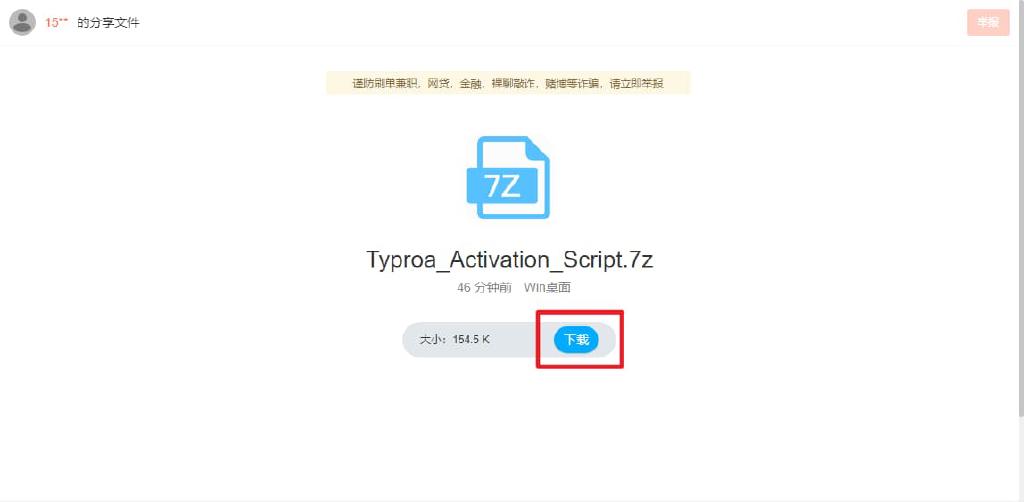 15** 的分享文件
举报
谨防刷单兼职，网贷，金融，裸聊敲诈，赌博等诈骗，请立即举报
7Z
Typroa_Activation_Script.7z
46 分钟前 Win桌面
大小：154.5 K
下载